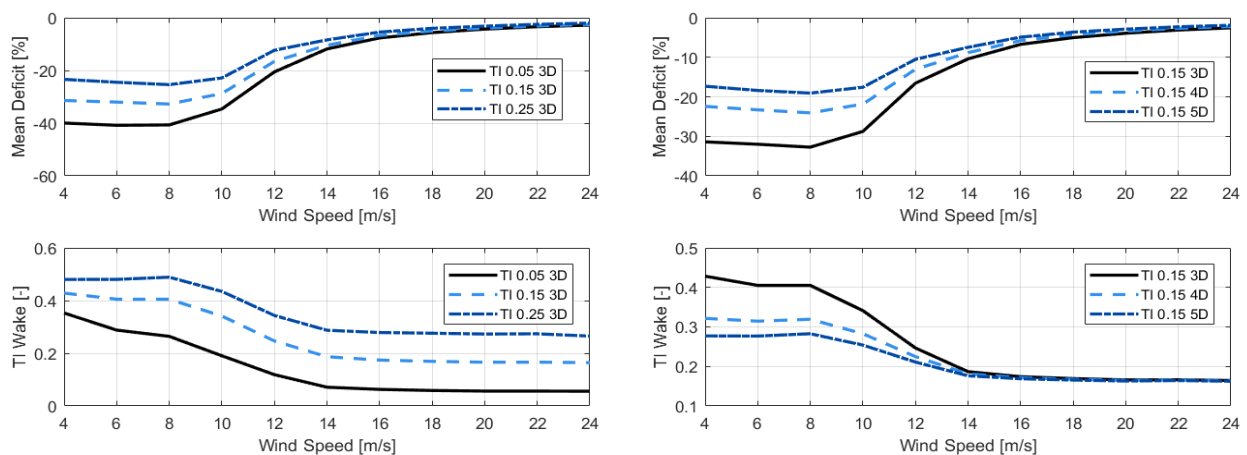 Mean Deficit [%]
0
-20
-40
-60
TI 0.05 3D
TI 0.15 3D
TI 0.25 3D
4 6 8 10 12 14 16 18 20 22 24
Wind Speed [m/s]
Mean Deficit [%]
0
-10
-20
-30
-40
TI 0.15 3D
TI 0.15 4D
TI 0.15 5D
4 6 8 10 12 14 16 18 20 22 24
Wind Speed [m/s]
TI Wake [-]
0.6
0.4
0.2
0
TI 0.05 3D
TI 0.15 3D
TI 0.25 3D
4 6 8 10 12 14 16 18 20 22 24
Wind Speed [m/s]
TI Wake [-]
0.5
0.4
0.3
0.2
0.1
TI 0.15 3D
TI 0.15 4D
TI 0.15 5D
4 6 8 10 12 14 16 18 20 22 24
Wind Speed [m/s]